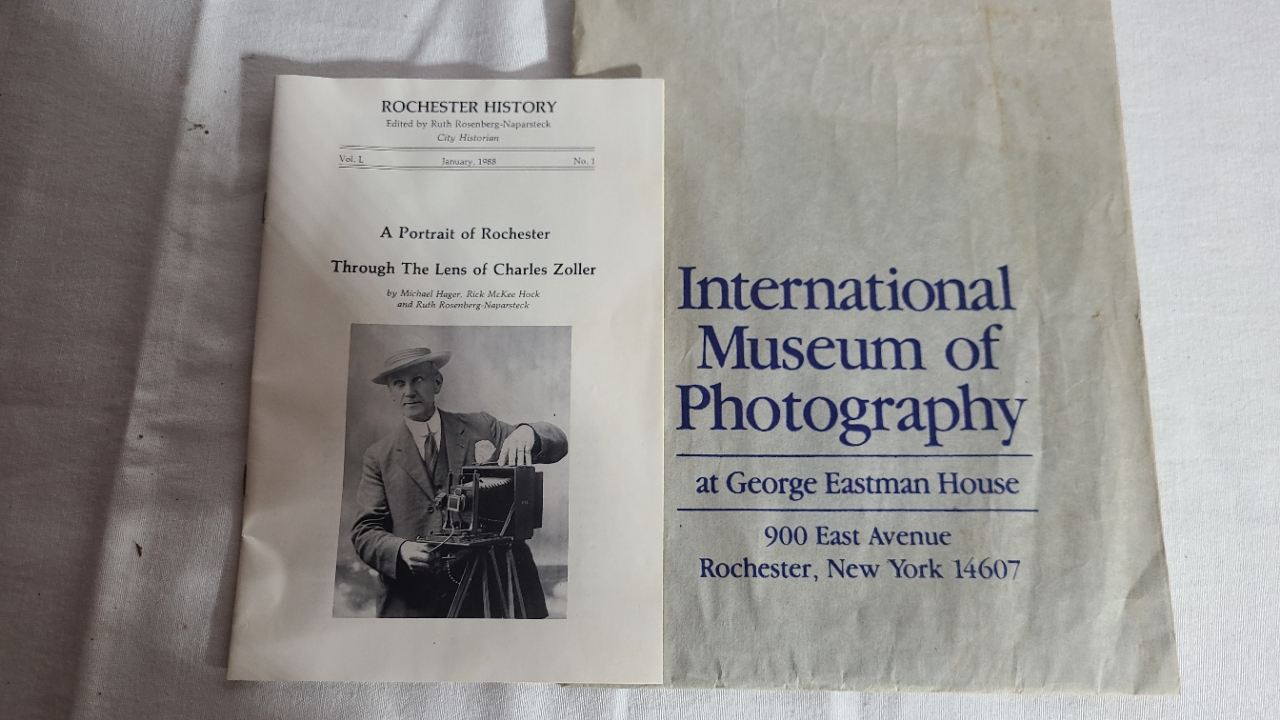 ROCHESTER HISTORY
Edited by Ruth Rosenberg-Naparsteck
City Historian
Vol. L January, 1988 No. 1
A Portrait of Rochester
Through The Lens of Charles Zoller
by Michael Hager, Rick McKee Hock
and Ruth Rosenberg-Naparsteck
International
Museum of
Photography
at George Eastman House
900 East Avenue
Rochester, New York 14607